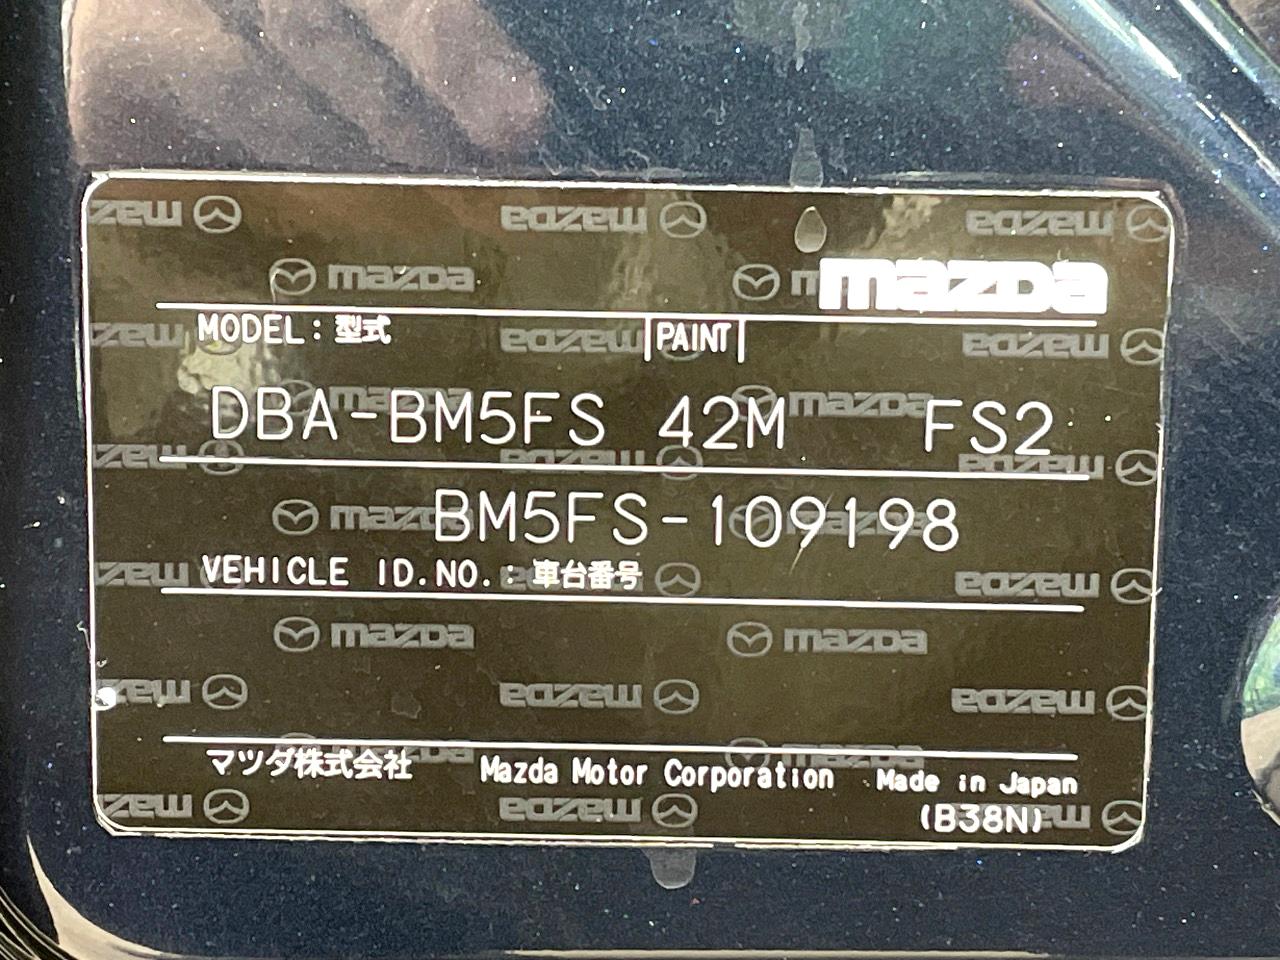 mazda
MODEL:型式 PAINT
DBA-BM5FS 42M FS2
BM5FS-109198
VEHICLE ID.NO.:車台番号
マツダ株式会社 Mazda Motor Corporation Made in Japan
(B38N)